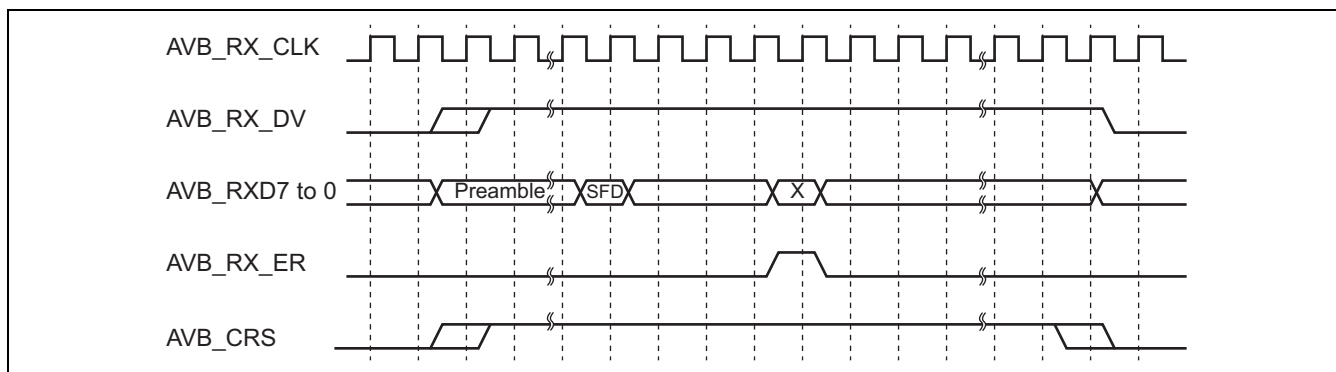 AVB_RX_CLK
AVB_RX_DV
AVB_RXD7 to 0 Preamble SFD X
AVB_RX_ER
AVB_CRS